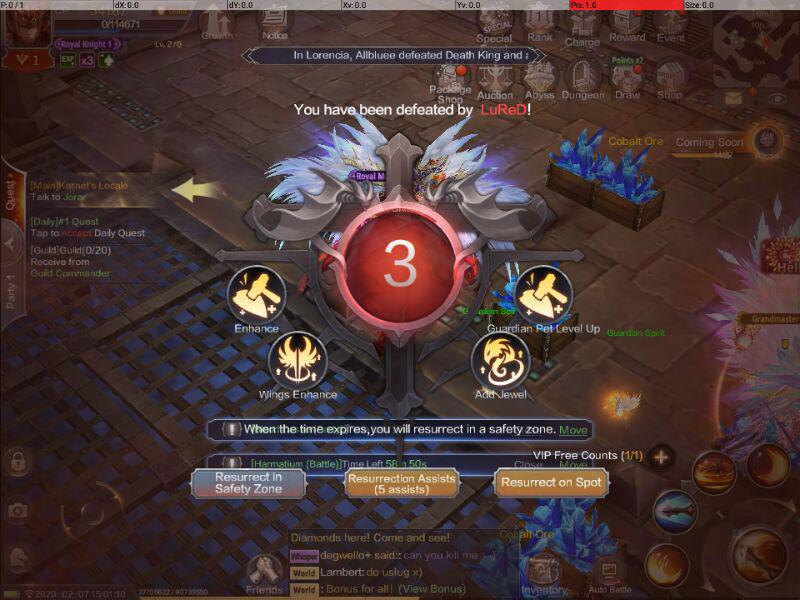 P: 0 / 1 dX: 0.0 dY: 0.0 Xv: 0.0 Yv: 0.0 Prs: 1.0 Size: 0.0
0/114671
Royal Knight 1
Lv. 2/0
1
EXP x3
Growth
Notice
Special
Rank
First Charge
Reward
Event
In Lorencia, Allbluee defeated Death King and
Points x2
Package Shop
Auction
Abyss
Dungeon
Draw
Shop
You have been defeated by LuReD!
Cobalt Ore
Coming Soon
Quest
[Main]Kernet's Locale
Talk to Joran
[Daily]#1 Quest
Tap to accept Daily Quest
[Guild]Guild(0/20)
Receive from
Guild Commander
Party 1
Royal M
3
Grandmaster
Enhance
Guardian Pet Level Up
Guardian Spirit
Wings Enhance
Add Jewel
When the time expires,you will resurrect in a safety zone. Move
VIP Free Counts (1/1)
[Harmatium (Battle)]Time Left 58m 50s Close Move
Resurrect in
Safety Zone
Resurrection Assists
(5 assists)
Resurrect on Spot
Diamonds here! Come and see!
Cobalt Ore
Whisper degwello+ said:: can you kill me :-)
World Lambert: do uslug x)
World : Bonus for all! (View Bonus)
Friends
Inventory
Auto Battle
2020-02-07 15:01:10